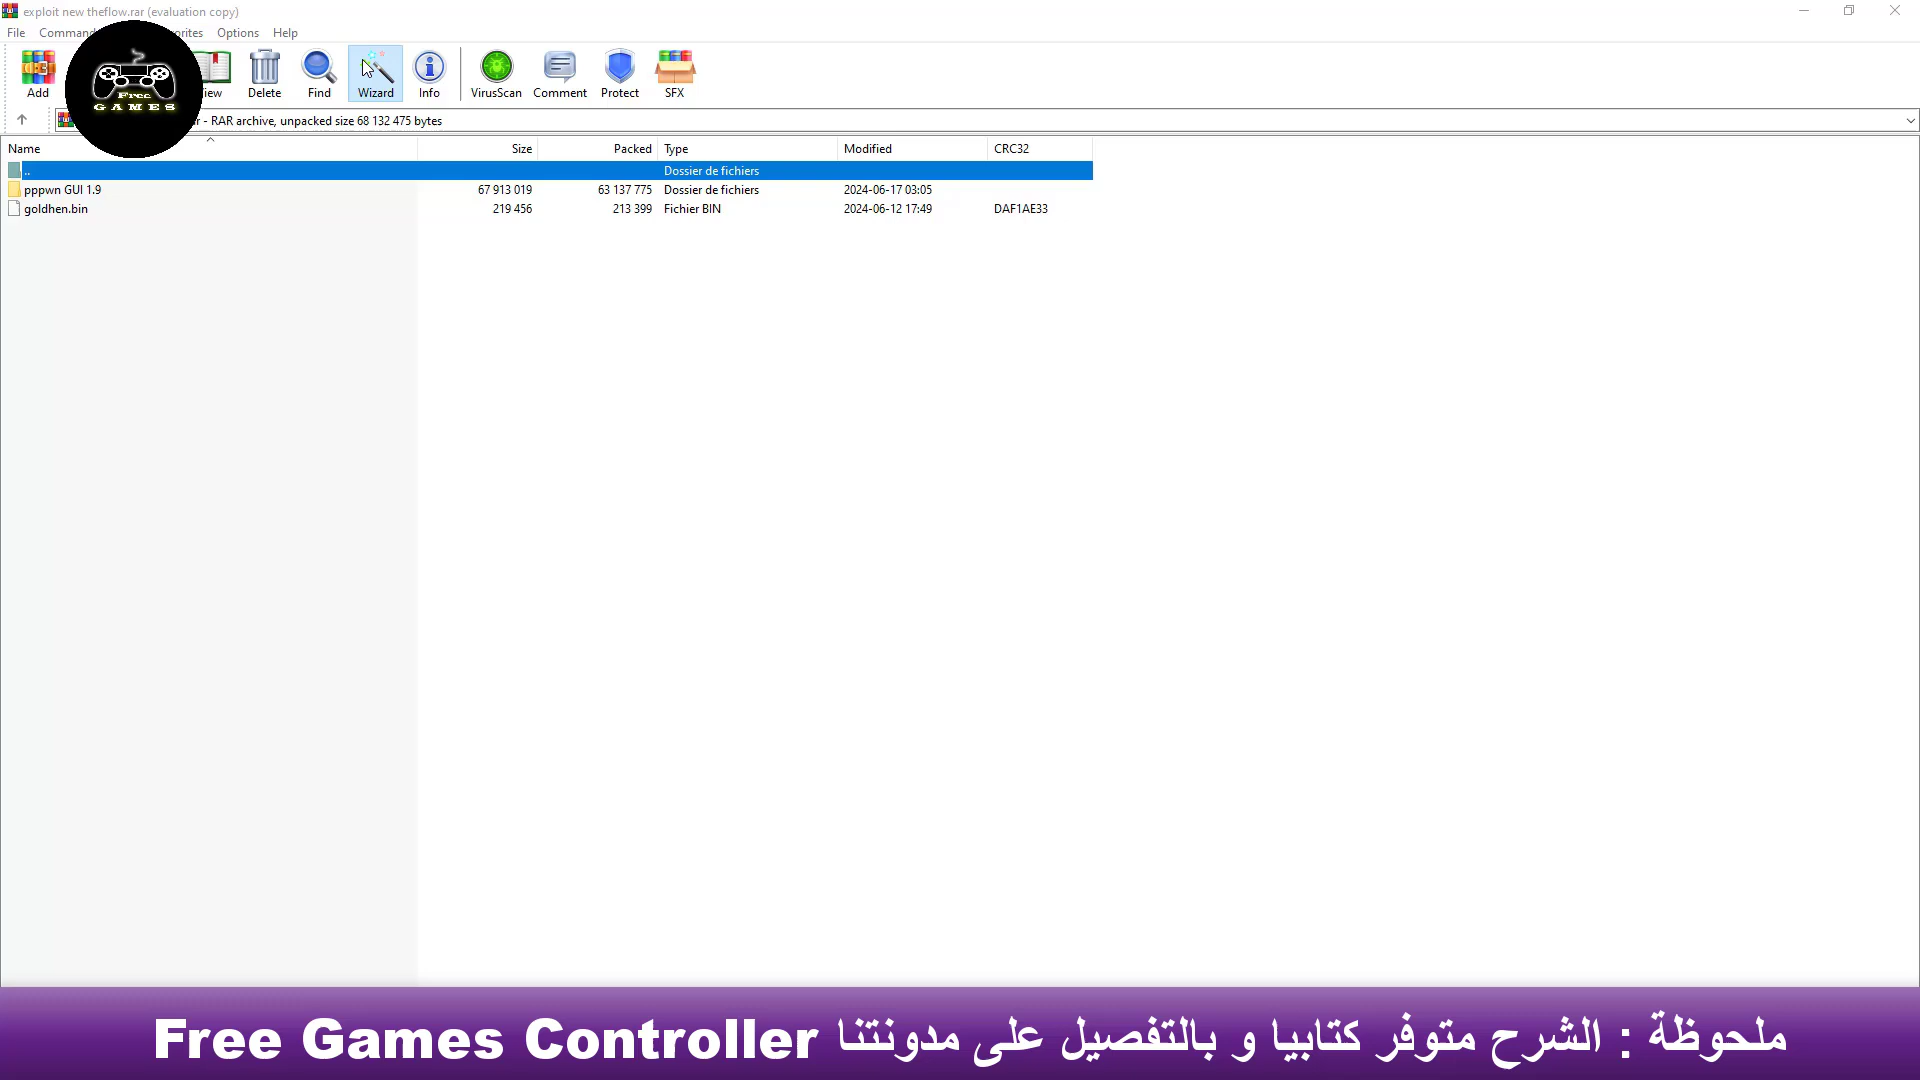 exploit new theflow.rar (evaluation copy)
File Command orites Options Help
Add iew Delete Find Wizard Info VirusScan Comment Protect SFX
Free
GAMES
r - RAR archive, unpacked size 68 132 475 bytes
Name Size Packed Type Modified CRC32
.. Dossier de fichiers
pppwn GUI 1.9 67 913 019 63 137 775 Dossier de fichiers 2024-06-17 03:05
goldhen.bin 219 456 213 399 Fichier BIN 2024-06-12 17:49 DAF1AE33
ملحوظة : الشرح متوفر كتابيا و بالتفصيل على مدونتنا Free Games Controller